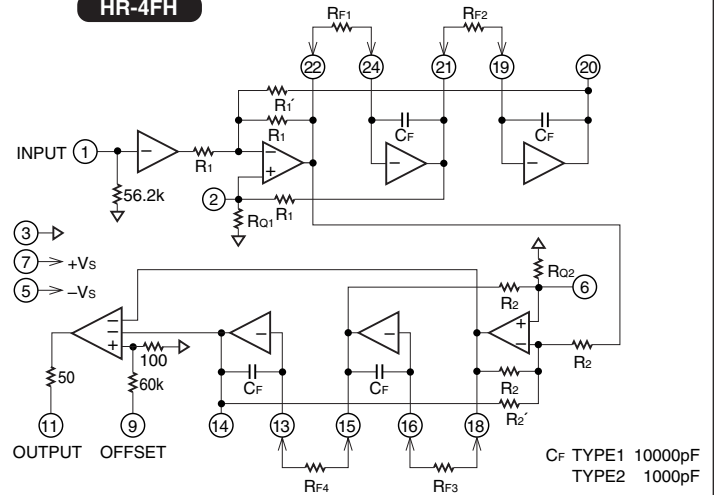 HR-4FH
RF1
RF2
22
24
21
19
20
R1´
R1
CF
CF
INPUT
1
R1
−
−
+
−
−
56.2k
2
RQ1
R1
3
7
+VS
5
−VS
RQ2
6
R2
−
−
+
100
−
−
+
−
R2
50
60k
CF
CF
R2
R2´
11
9
14
13
15
16
18
OUTPUT
OFFSET
RF4
RF3
CF TYPE1 10000pF
TYPE2 1000pF